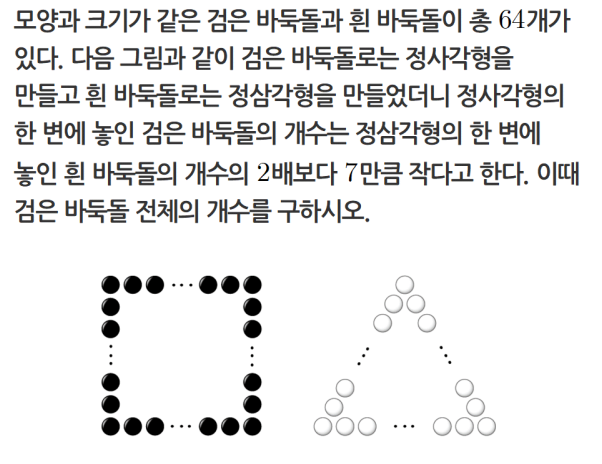 모양과 크기가 같은 검은 바둑돌과 흰 바둑돌이 총 64개가
있다. 다음 그림과 같이 검은 바둑돌로는 정사각형을
만들고 흰 바둑돌로는 정삼각형을 만들었더니 정사각형의
한 변에 놓인 검은 바둑돌의 개수는 정삼각형의 한 변에
놓인 흰 바둑돌의 개수의 2배보다 7만큼 작다고 한다. 이때
검은 바둑돌 전체의 개수를 구하시오.